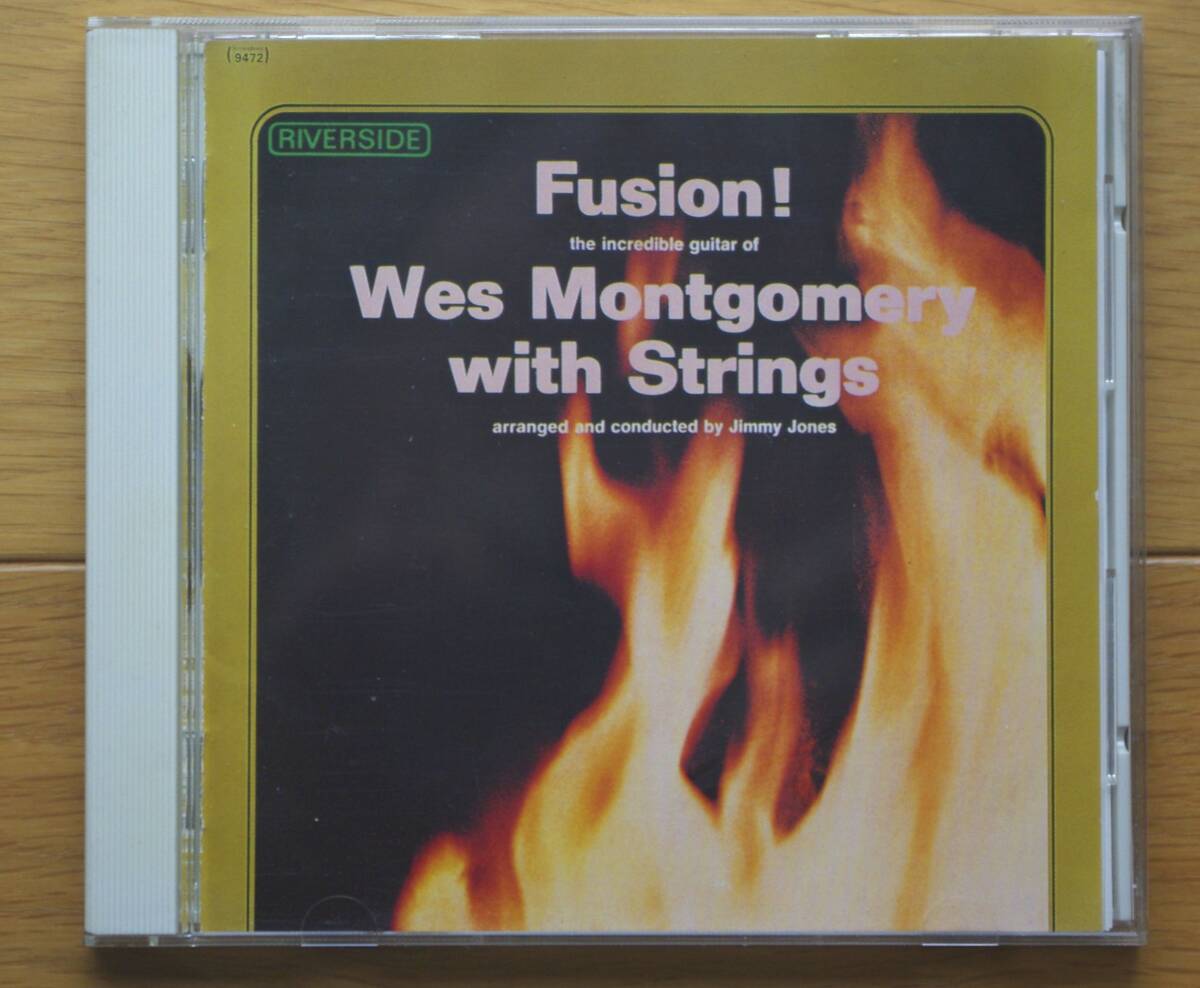 (9472)
RIVERSIDE
Fusion!
the incredible guitar of
Wes Montgomery
with Strings
arranged and conducted by Jimmy Jones